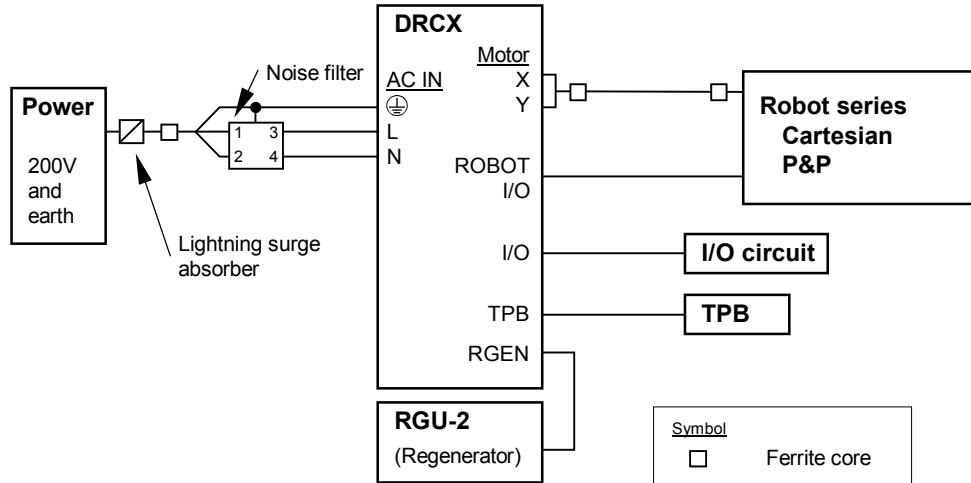 DRCX
Motor
X
Y
AC IN
L
N
ROBOT
I/O
I/O
TPB
RGEN
Noise filter
Power
200V
and
earth
1 3
2 4
Lightning surge
absorber
Robot series
Cartesian
P&P
I/O circuit
TPB
RGU-2
(Regenerator)
Symbol
Ferrite core